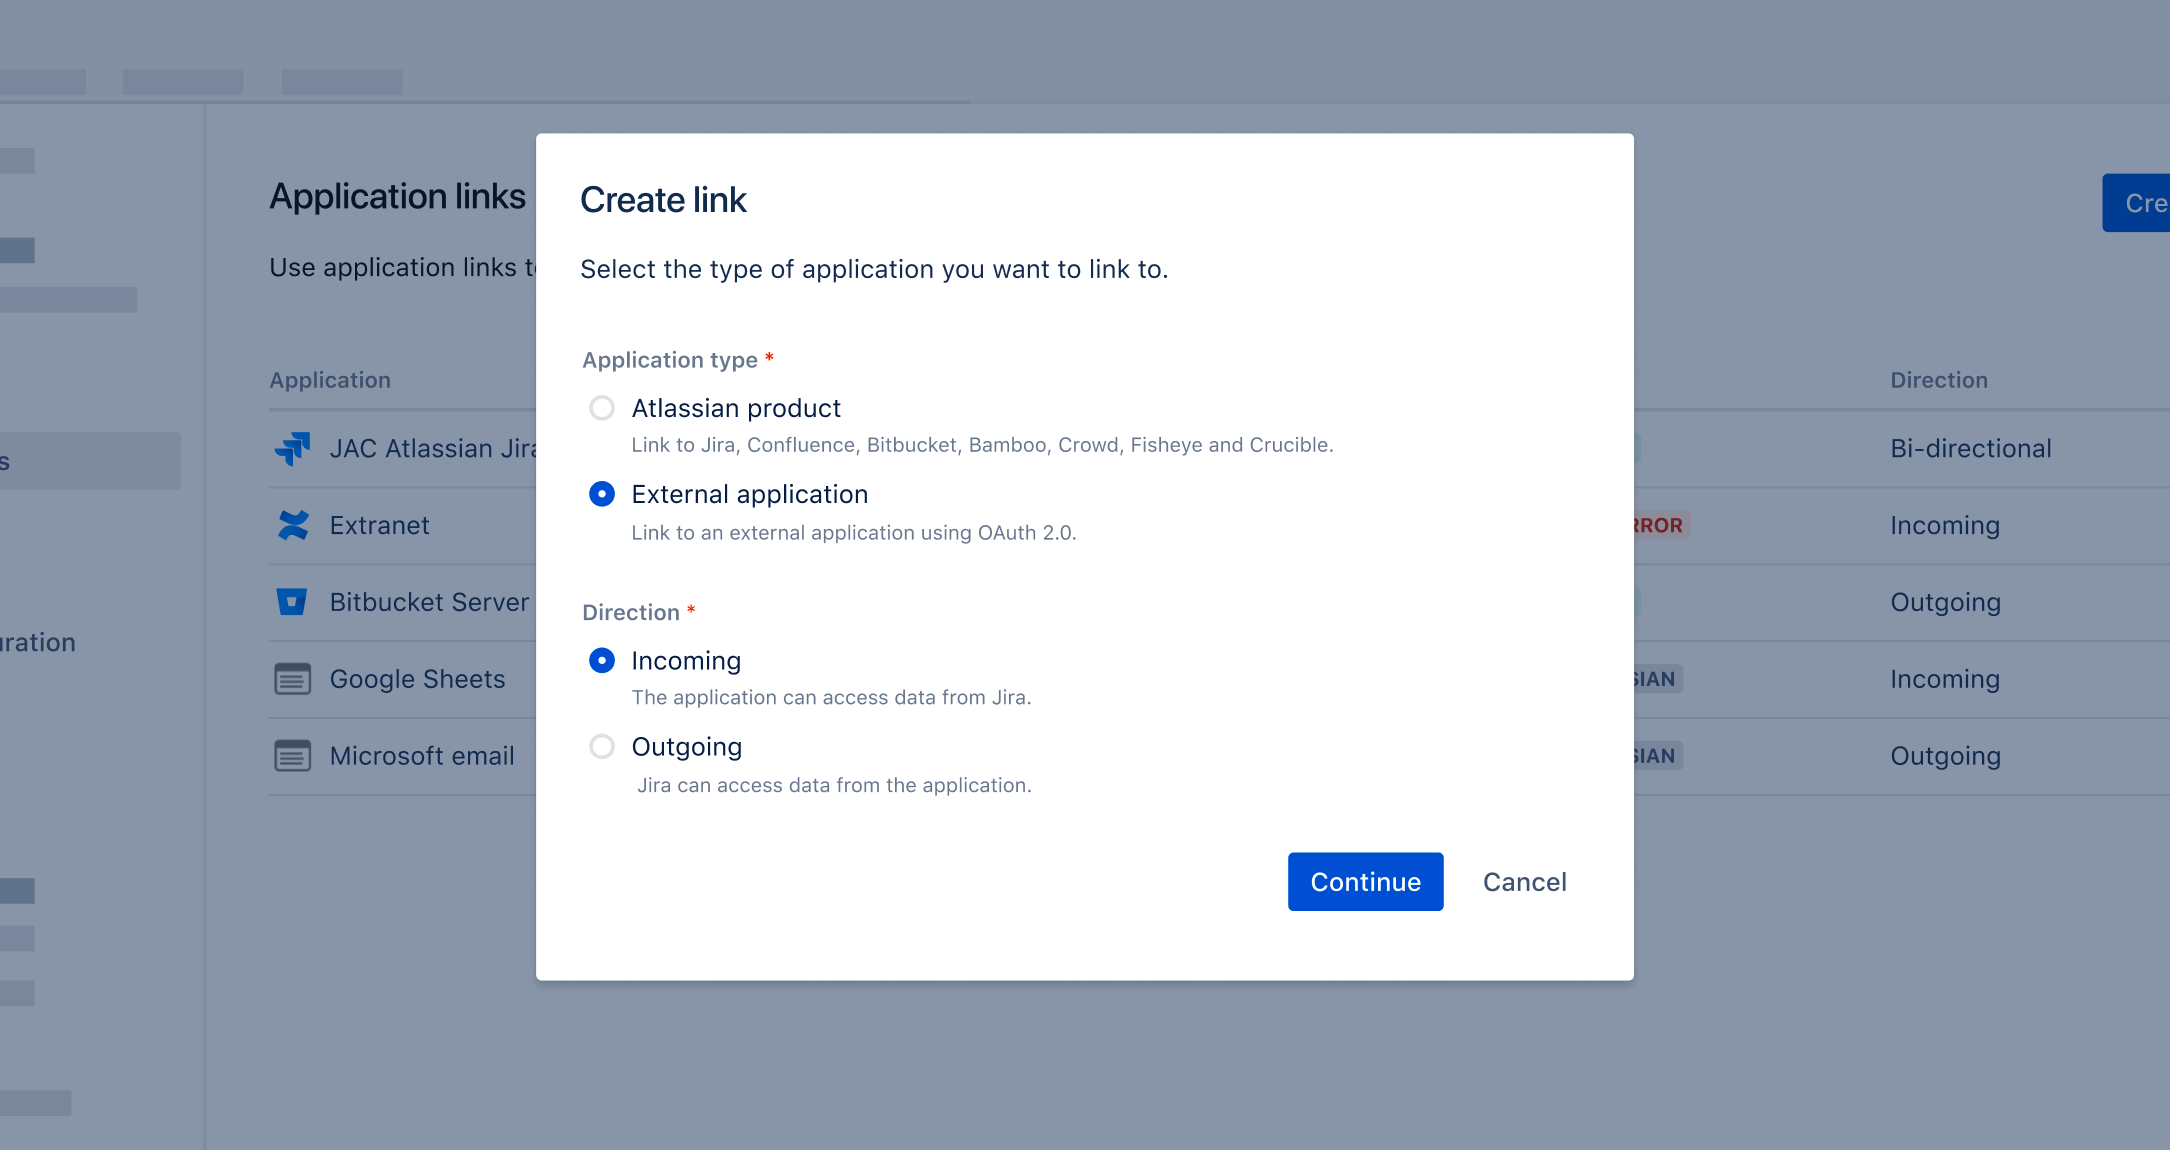 Application links
Use application links
Cre
Application
Direction
JAC Atlassian Jira
Bi-directional
Extranet
RROR
Incoming
Bitbucket Server
Outgoing
uration
Google Sheets
SIAN
Incoming
Microsoft email
SIAN
Outgoing
s
Create link
Select the type of application you want to link to.
Application type *
Atlassian product
Link to Jira, Confluence, Bitbucket, Bamboo, Crowd, Fisheye and Crucible.
External application
Link to an external application using OAuth 2.0.
Direction *
Incoming
The application can access data from Jira.
Outgoing
Jira can access data from the application.
Continue
Cancel